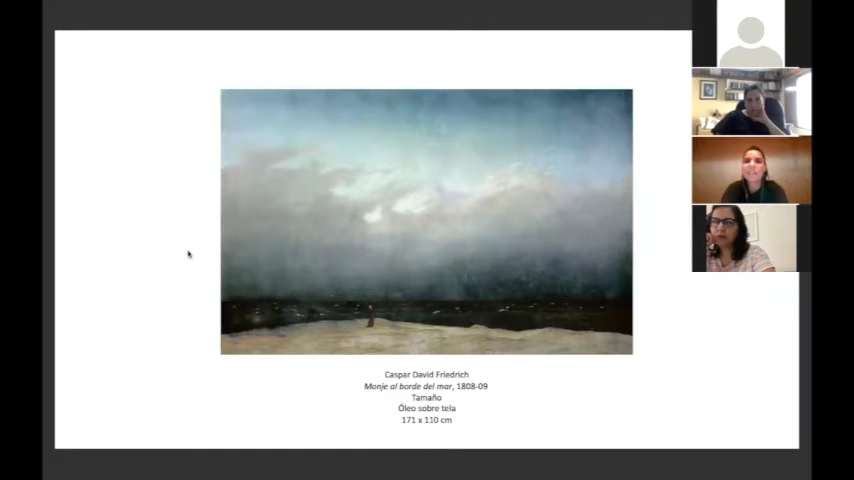 Caspar David Friedrich
Monje al borde del mar, 1808-09
Tamaño
Óleo sobre tela
171 x 110 cm